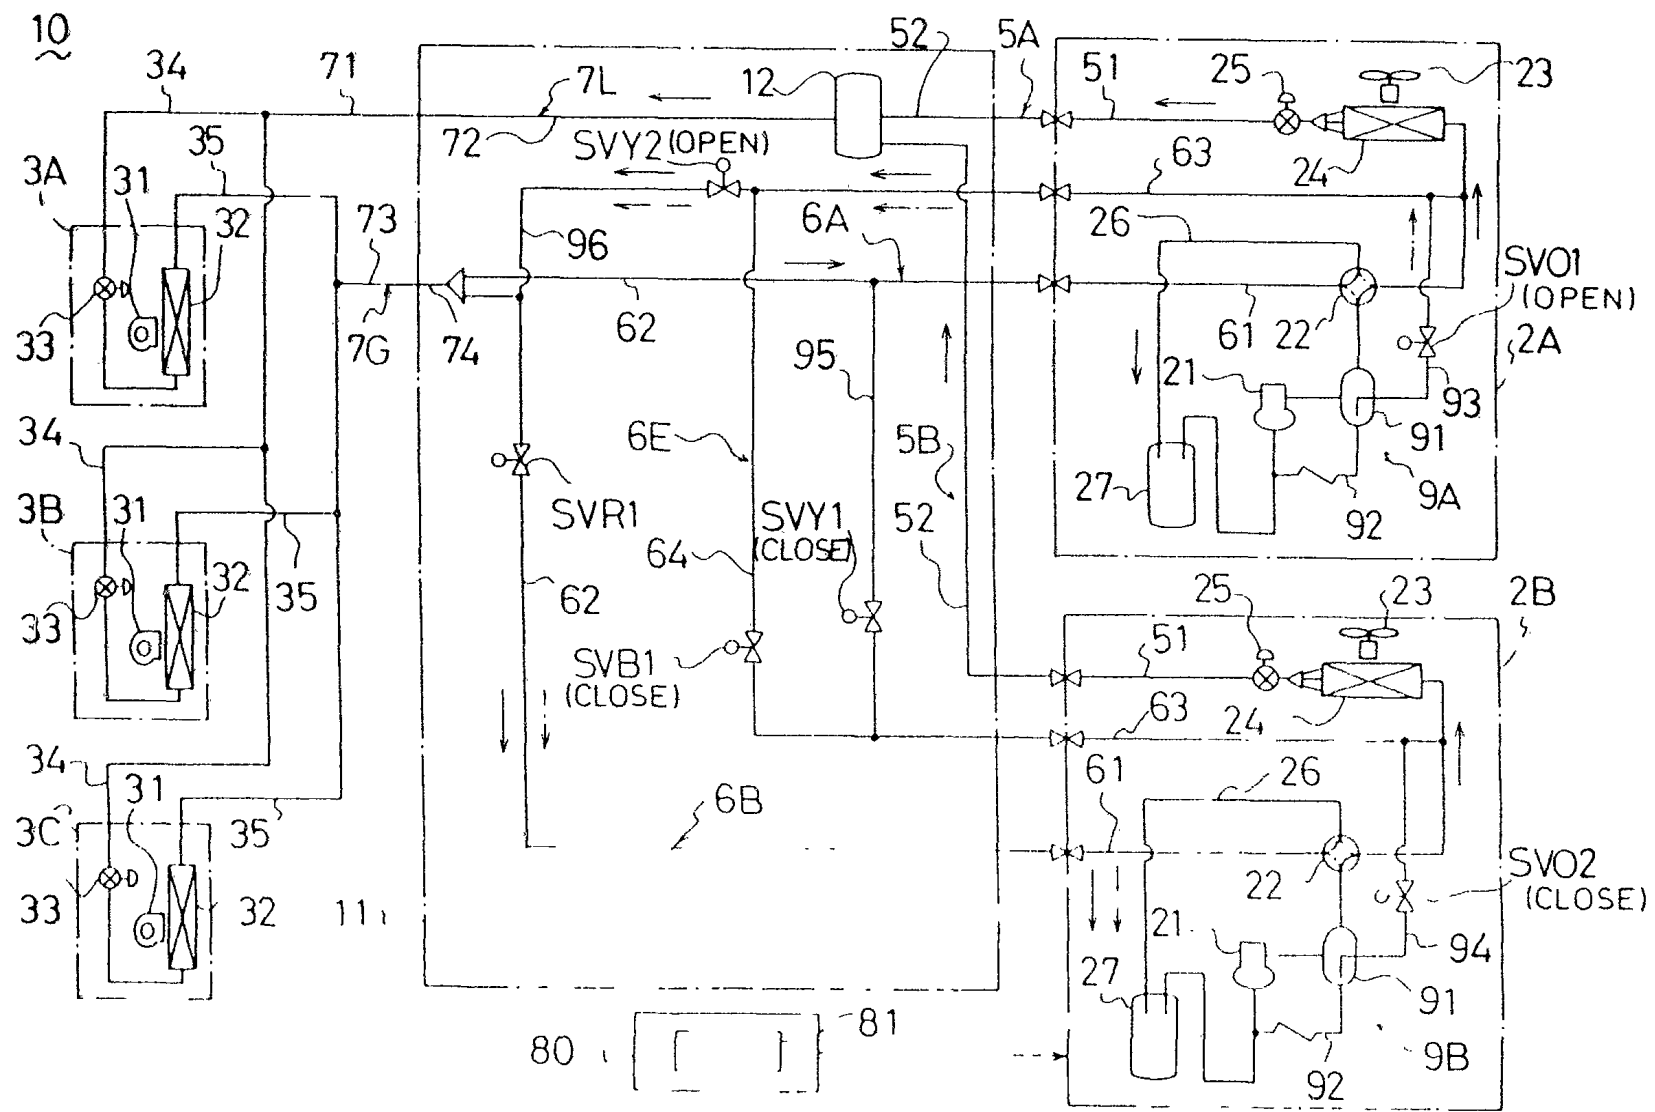 10
34
71
7L
12
52
5A
51
25
23
72
SVY2 (OPEN)
35
3A
31
32
63
24
6A
26
73
96
SVO1
(OPEN)
33
7G
74
62
95
61
22
2A
21
93
34
6E
5B
91
3B
31
SVR1
SVY1
(CLOSE)
52
27
92
9A
64
32
35
62
33
25
23
2B
SVB1
(CLOSE)
51
63
24
34
31
61
26
3C
35
6B
SVO2
(CLOSE)
22
33
32
11
21
94
27
91
81
80
9B
92